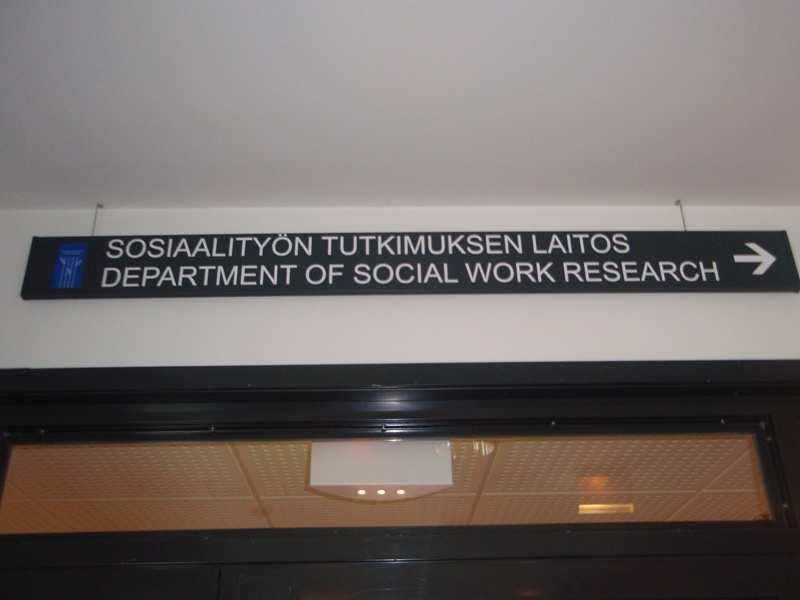 SOSIAALITYÖN TUTKIMUKSEN LAITOS
DEPARTMENT OF SOCIAL WORK RESEARCH